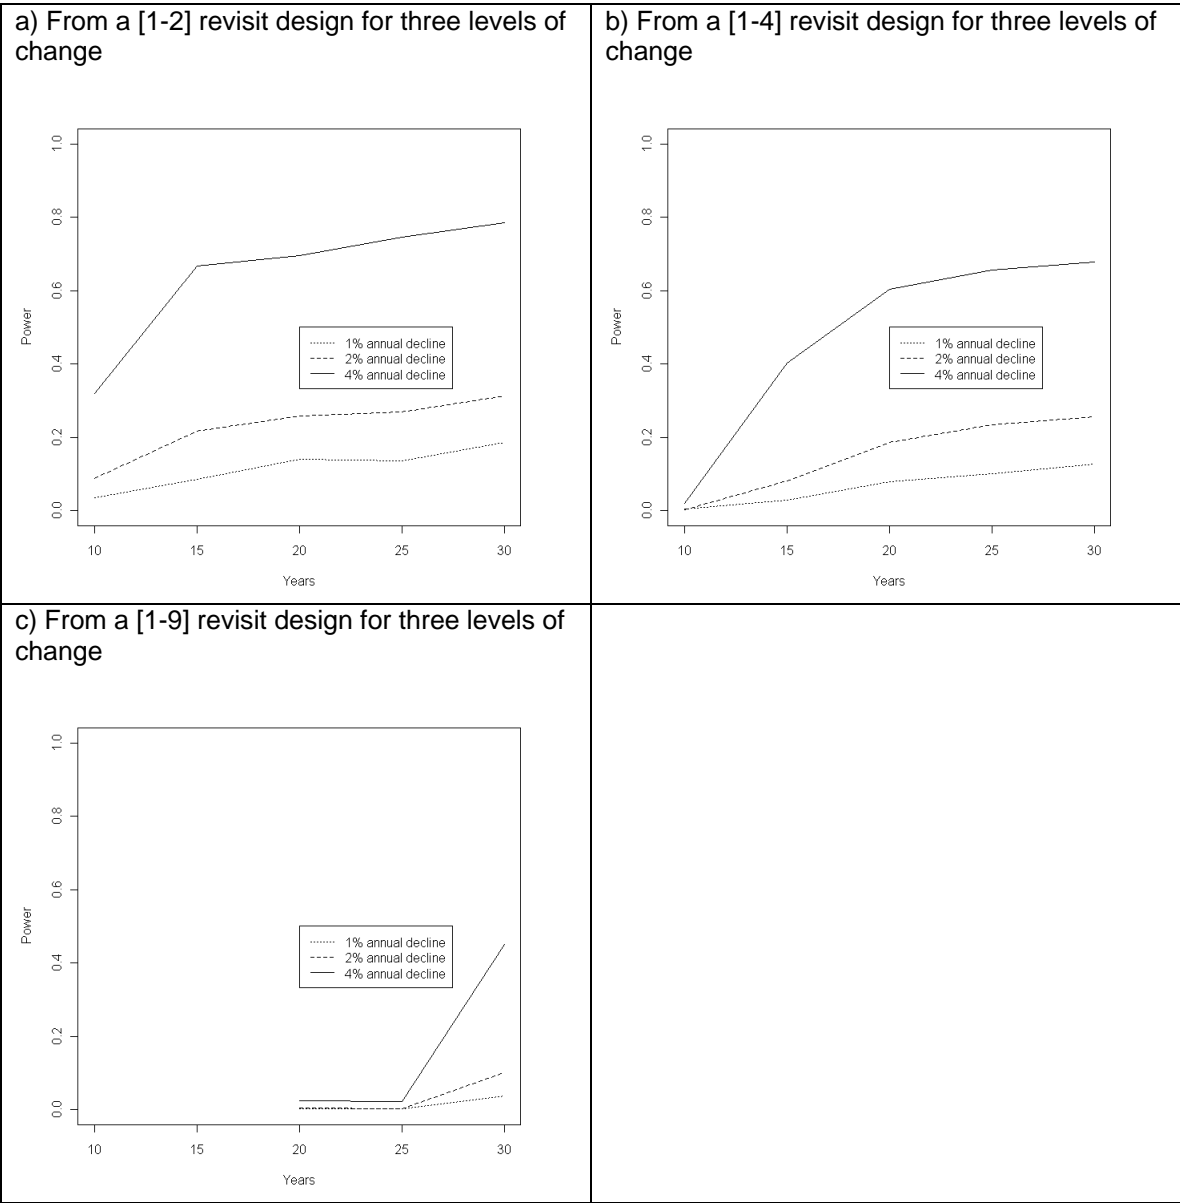 a) From a [1-2] revisit design for three levels of
change
1.0
0.8
0.6
0.4
0.2
0.0
Power
1% annual decline
2% annual decline
4% annual decline
10 15 20 25 30
Years
b) From a [1-4] revisit design for three levels of
change
1.0
0.8
0.6
0.4
0.2
0.0
Power
1% annual decline
2% annual decline
4% annual decline
10 15 20 25 30
Years
c) From a [1-9] revisit design for three levels of
change
1.0
0.8
0.6
0.4
0.2
0.0
Power
1% annual decline
2% annual decline
4% annual decline
10 15 20 25 30
Years